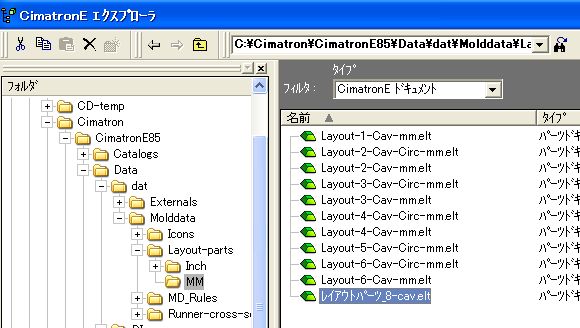 CimatronE エクスプローラ
C:¥Cimatron¥CimatronE85¥Data¥dat¥Molddata¥La
フォルダ
タイプ
フィルタ :
CimatronE ドキュメント
CD-temp
Cimatron
CimatronE85
Catalogs
Data
dat
Externals
Molddata
Icons
Layout-parts
Inch
MM
MD_Rules
Runner-cross-se
名前 タイプ
Layout-1-Cav-mm.elt パーツドキ
Layout-2-Cav-Circ-mm.elt パーツドキ
Layout-2-Cav-mm.elt パーツドキ
Layout-3-Cav-Circ-mm.elt パーツドキ
Layout-3-Cav-mm.elt パーツドキ
Layout-4-Cav-Circ-mm.elt パーツドキ
Layout-4-Cav-mm.elt パーツドキ
Layout-5-Cav-Circ-mm.elt パーツドキ
Layout-6-Cav-Circ-mm.elt パーツドキ
Layout-6-Cav-mm.elt パーツドキ
レイアウトパーツ_8-cav.elt パーツドキ